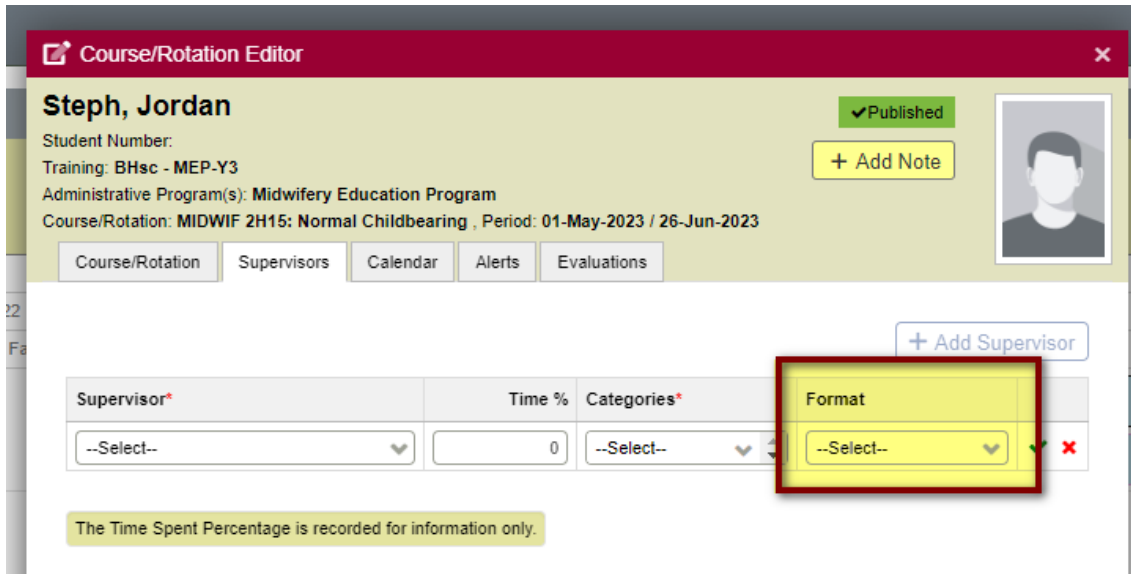 Course/Rotation Editor ×
Steph, Jordan
✔Published
Student Number:
Training: BHsc - MEP-Y3
+ Add Note
Administrative Program(s): Midwifery Education Program
Course/Rotation: MIDWIF 2H15: Normal Childbearing , Period: 01-May-2023 / 26-Jun-2023
Course/Rotation Supervisors Calendar Alerts Evaluations
22
Fa
+ Add Supervisor
Supervisor* Time % Categories* Format
--Select-- 0 --Select-- --Select--
The Time Spent Percentage is recorded for information only.